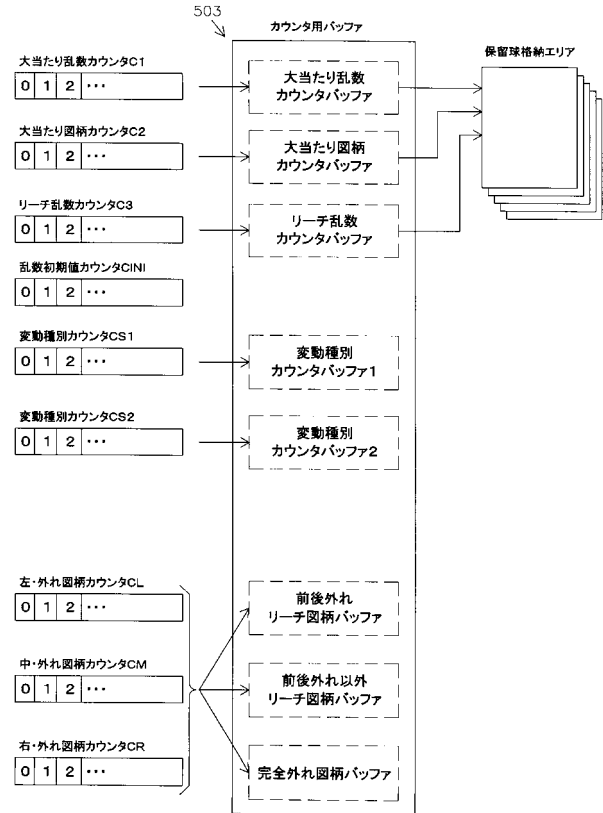 503
カウンタ用バッファ
保留球格納エリア
大当たり乱数カウンタC1
0 1 2 ･･･
大当たり乱数
カウンタバッファ
大当たり図柄カウンタC2
0 1 2 ･･･
大当たり図柄
カウンタバッファ
リーチ乱数カウンタC3
0 1 2 ･･･
リーチ乱数
カウンタバッファ
乱数初期値カウンタCINI
0 1 2 ･･･
変動種別カウンタCS1
0 1 2 ･･･
変動種別
カウンタバッファ1
変動種別カウンタCS2
0 1 2 ･･･
変動種別
カウンタバッファ2
左･外れ図柄カウンタCL
0 1 2 ･･･
前後外れ
リーチ図柄バッファ
中･外れ図柄カウンタCM
0 1 2 ･･･
前後外れ以外
リーチ図柄バッファ
右･外れ図柄カウンタCR
0 1 2 ･･･
完全外れ図柄バッファ